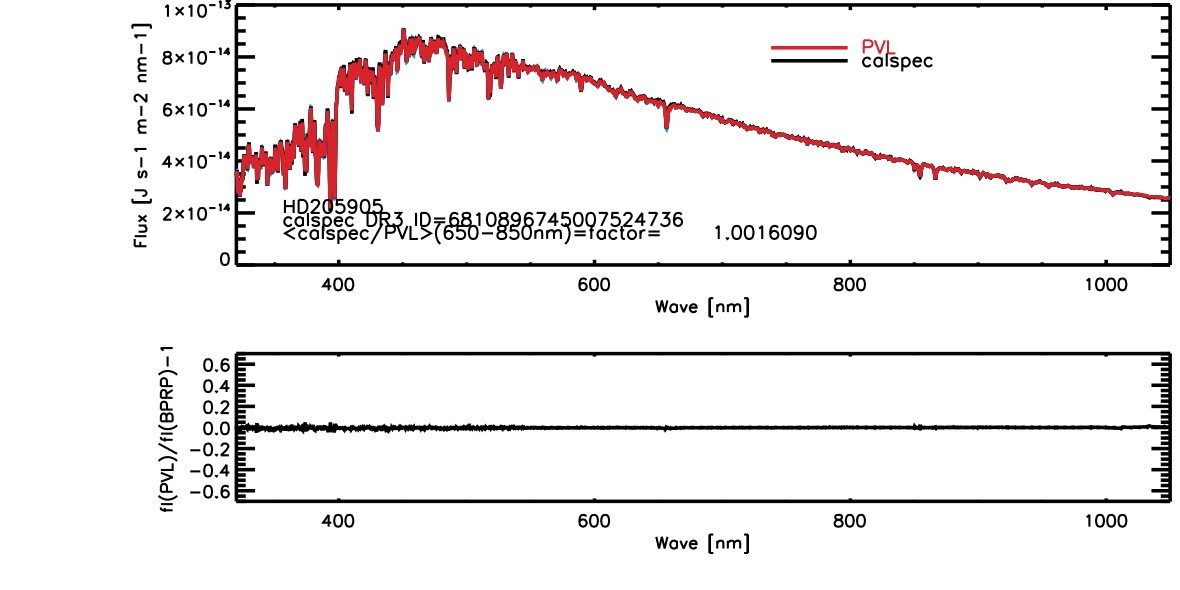 1×10−13
8×10−14
6×10−14
4×10−14
2×10−14
0
Flux [J s−1 m−2 nm−1]
PVL
calspec
HD205905
calspec DR3 ID=6810896745007524736
<calspec/PVL>(650−850nm)=factor= 1.0016090
400 600 800 1000
Wave [nm]
0.6
0.4
0.2
0.0
−0.2
−0.4
−0.6
fl(PVL)/fl(BPRP)−1
400 600 800 1000
Wave [nm]